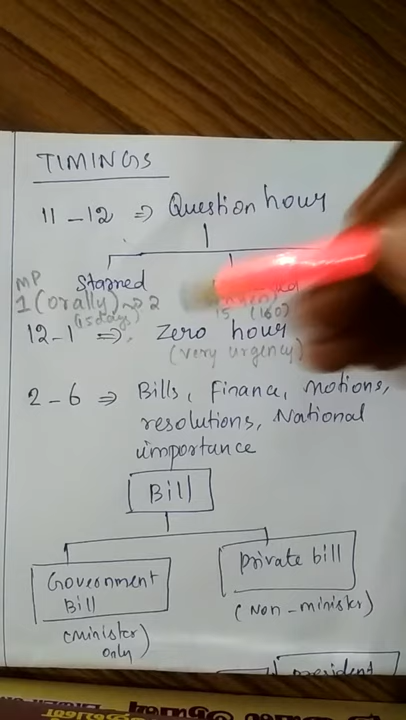 TIMINGS
11 - 12 ⇒ Question hour
MP
Starred
1 (orally) → 2
(15 days)
15 (160)
12-1 ⇒ Zero hour
(very urgency)
2 - 6 ⇒ Bills, Finance, motions,
resolutions, National
importance
Bill
Government
Bill
(Minister
only)
private bill
(Non-minister)
president